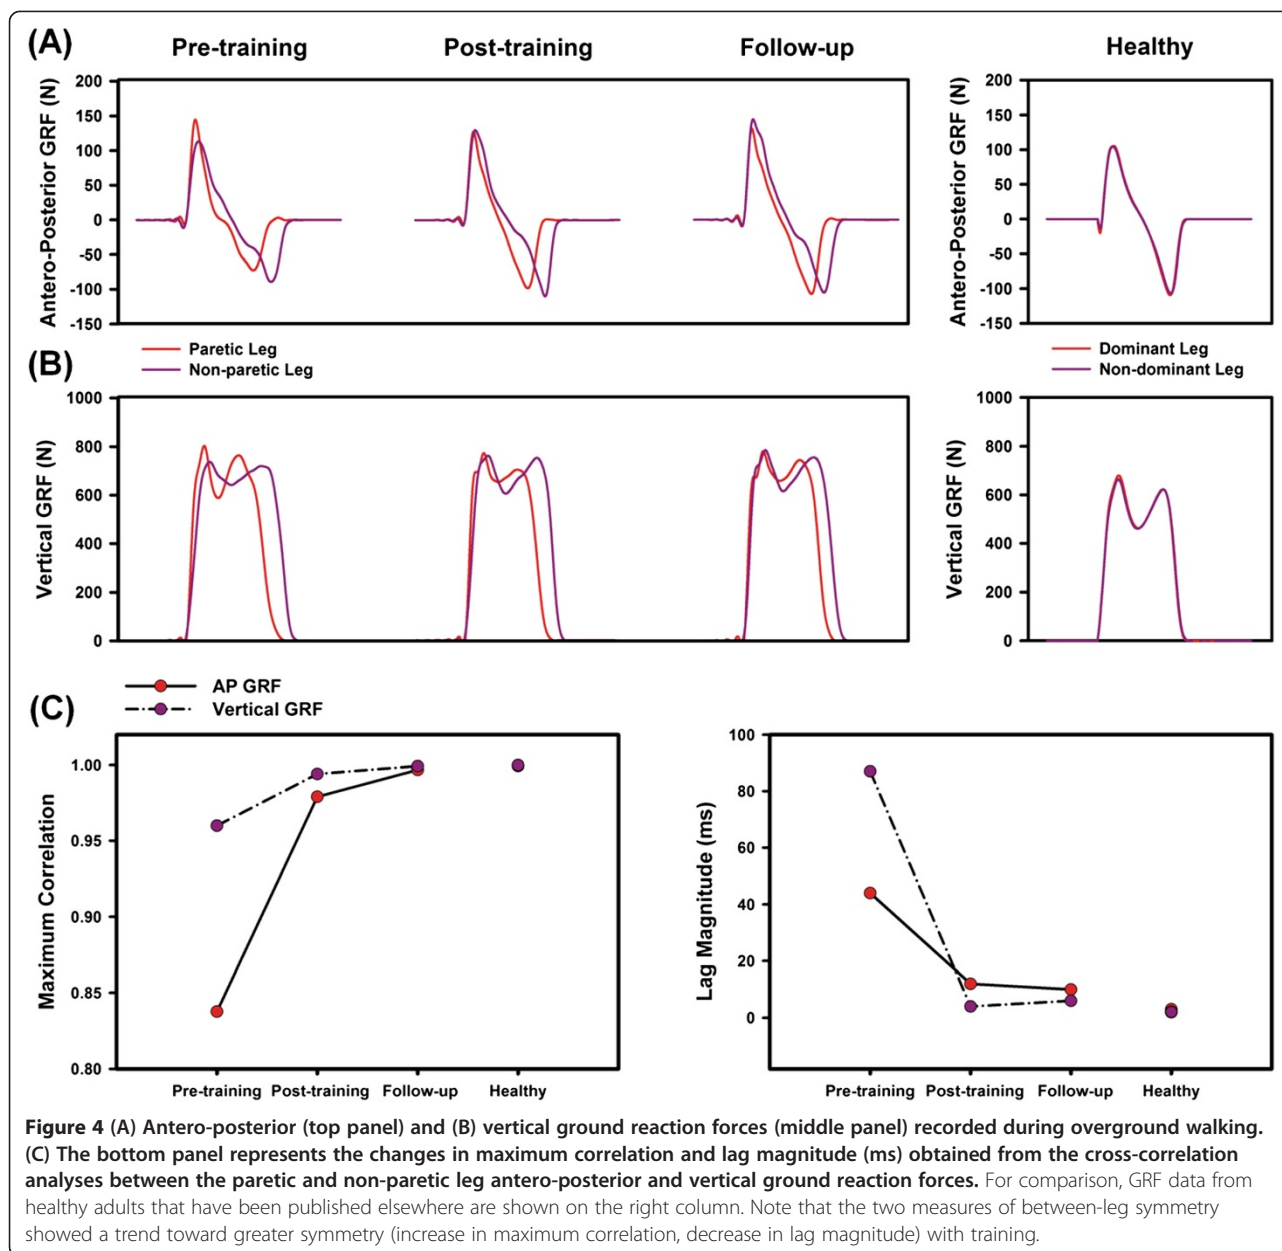 (A)
Pre-training Post-training Follow-up Healthy
Antero-Posterior GRF (N)
200
150
100
50
0
-50
-100
-150
Antero-Posterior GRF (N)
200
150
100
50
0
-50
-100
-150
Paretic Leg
Non-paretic Leg
Dominant Leg
Non-dominant Leg
(B)
Vertical GRF (N)
1000
800
600
400
200
0
Vertical GRF (N)
1000
800
600
400
200
0
AP GRF
Vertical GRF
(C)
Maximum Correlation
1.00
0.95
0.90
0.85
0.80
Pre-training Post-training Follow-up Healthy
Lag Magnitude (ms)
100
80
60
40
20
0
Pre-training Post-training Follow-up Healthy
Figure 4 (A) Antero-posterior (top panel) and (B) vertical ground reaction forces (middle panel) recorded during overground walking.
(C) The bottom panel represents the changes in maximum correlation and lag magnitude (ms) obtained from the cross-correlation
analyses between the paretic and non-paretic leg antero-posterior and vertical ground reaction forces. For comparison, GRF data from
healthy adults that have been published elsewhere are shown on the right column. Note that the two measures of between-leg symmetry
showed a trend toward greater symmetry (increase in maximum correlation, decrease in lag magnitude) with training.